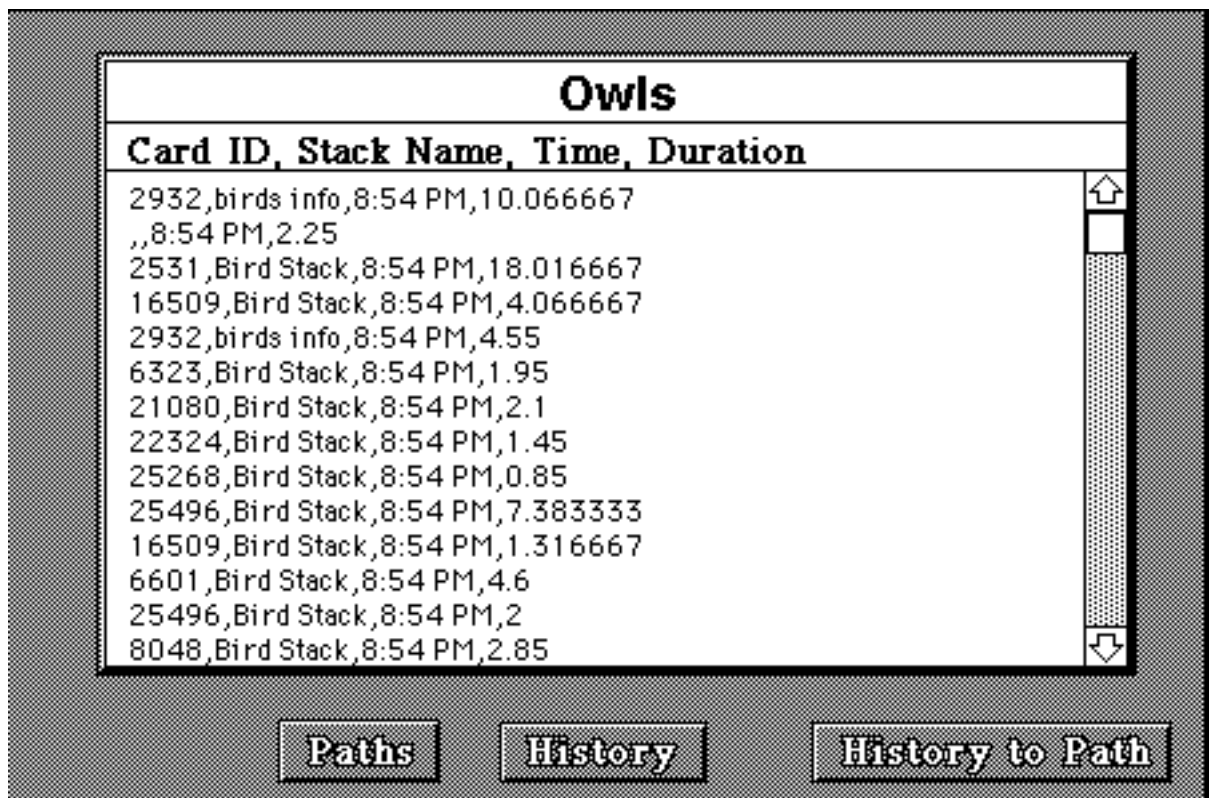 Owls
Card ID, Stack Name, Time, Duration
2932,birds info,8:54 PM,10.066667
,,8:54 PM,2.25
2531,Bird Stack,8:54 PM,18.016667
16509,Bird Stack,8:54 PM,4.066667
2932,birds info,8:54 PM,4.55
6323,Bird Stack,8:54 PM,1.95
21080,Bird Stack,8:54 PM,2.1
22324,Bird Stack,8:54 PM,1.45
25268,Bird Stack,8:54 PM,0.85
25496,Bird Stack,8:54 PM,7.383333
16509,Bird Stack,8:54 PM,1.316667
6601,Bird Stack,8:54 PM,4.6
25496,Bird Stack,8:54 PM,2
8048,Bird Stack,8:54 PM,2.85
Paths History History to Path